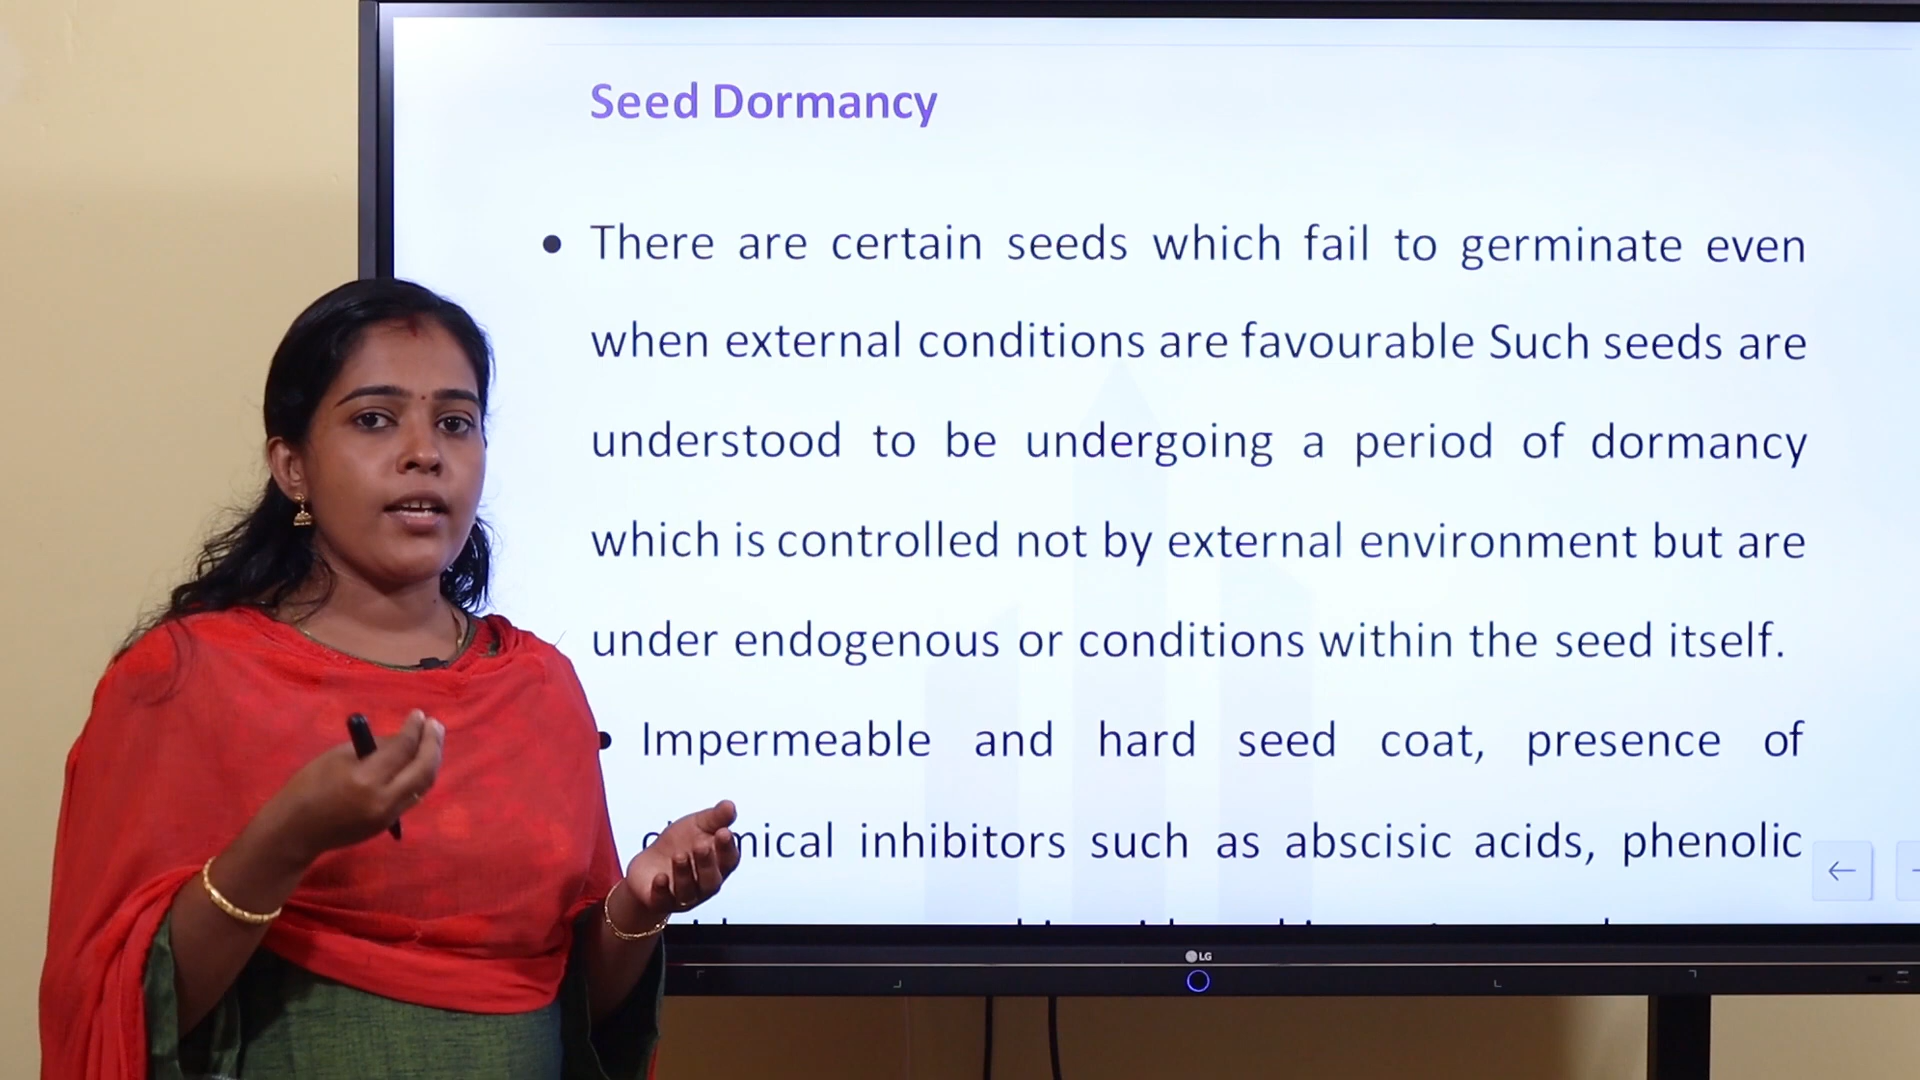 Seed Dormancy
• There are certain seeds which fail to germinate even
when external conditions are favourable Such seeds are
understood to be undergoing a period of dormancy
which is controlled not by external environment but are
under endogenous or conditions within the seed itself.
• Impermeable and hard seed coat, presence of
inhibitors such as abscisic acids, phenolic
LG